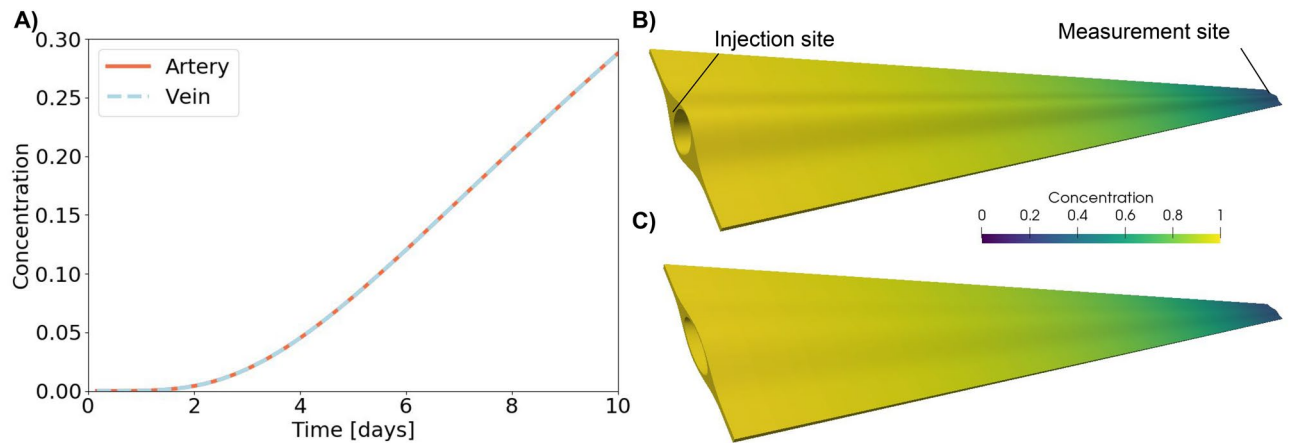 A)
0.30
0.25
0.20
0.15
0.10
0.05
0.00
Concentration
0 2 4 6 8 10
Time [days]
Artery
Vein
B)
Injection site
Measurement site
Concentration
0 0.2 0.4 0.6 0.8 1
C)